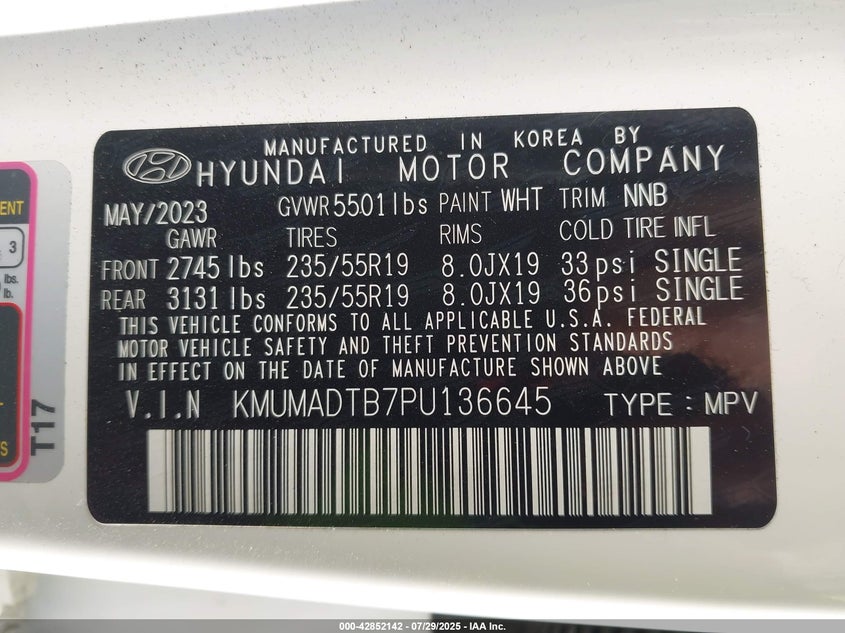 MANUFACTURED IN KOREA BY
HYUNDAI MOTOR COMPANY
MAY/2023 GVWR 5501 lbs PAINT WHT TRIM NNB
GAWR TIRES RIMS COLD TIRE INFL
FRONT 2745 lbs 235/55R19 8.0JX19 33 psi SINGLE
REAR 3131 lbs 235/55R19 8.0JX19 36 psi SINGLE
THIS VEHICLE CONFORMS TO ALL APPLICABLE U.S.A. FEDERAL
MOTOR VEHICLE SAFETY AND THEFT PREVENTION STANDARDS
IN EFFECT ON THE DATE OF MANUFACTURE SHOWN ABOVE
V.I.N KMUMADTB7PU136645 TYPE : MPV
3
lbs.
lb.
T17
000-42852142 - 07/29/2025 - IAA Inc.